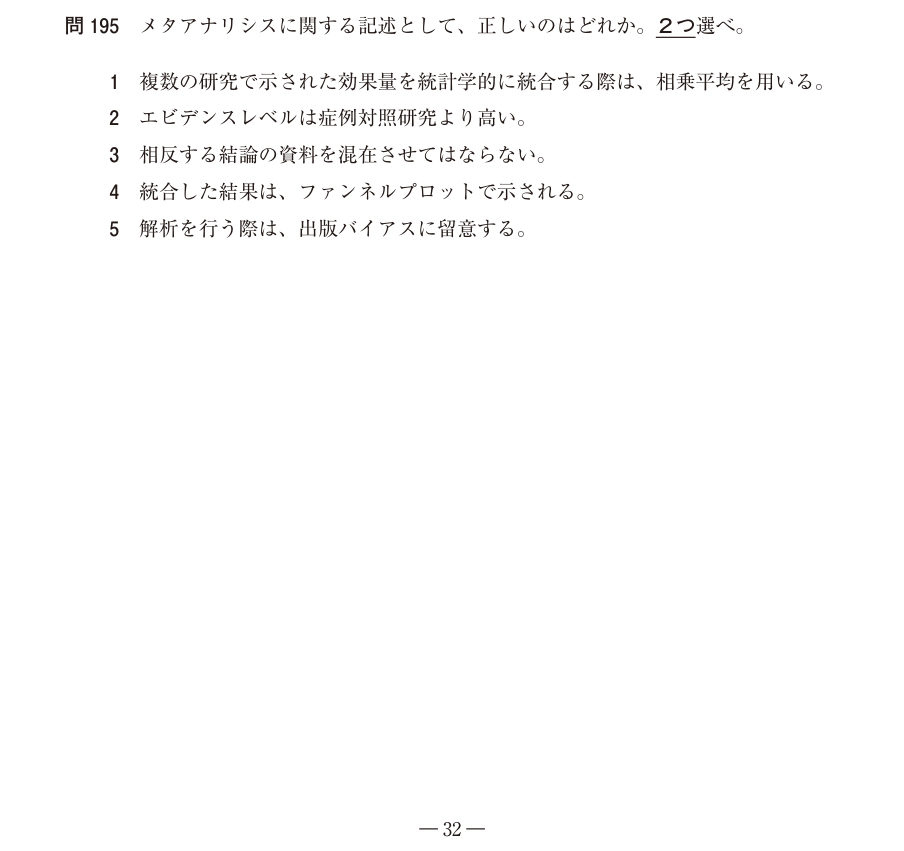 問 195 メタアナリシスに関する記述として、正しいのはどれか。2つ選べ。
1 複数の研究で示された効果量を統計学的に統合する際は、相乗平均を用いる。
2 エビデンスレベルは症例対照研究より高い。
3 相反する結論の資料を混在させてはならない。
4 統合した結果は、ファンネルプロットで示される。
5 解析を行う際は、出版バイアスに留意する。
— 32 —